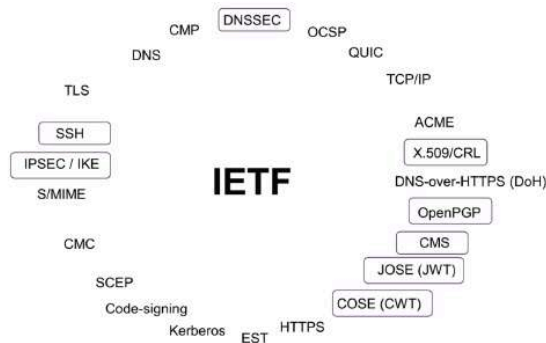 DNSSEC
CMP
OCSP
DNS
QUIC
TCP/IP
TLS
ACME
SSH
X.509/CRL
IPSEC / IKE
IETF
DNS-over-HTTPS (DoH)
S/MIME
OpenPGP
CMC
CMS
JOSE (JWT)
SCEP
COSE (CWT)
Code-signing
HTTPS
Kerberos
EST